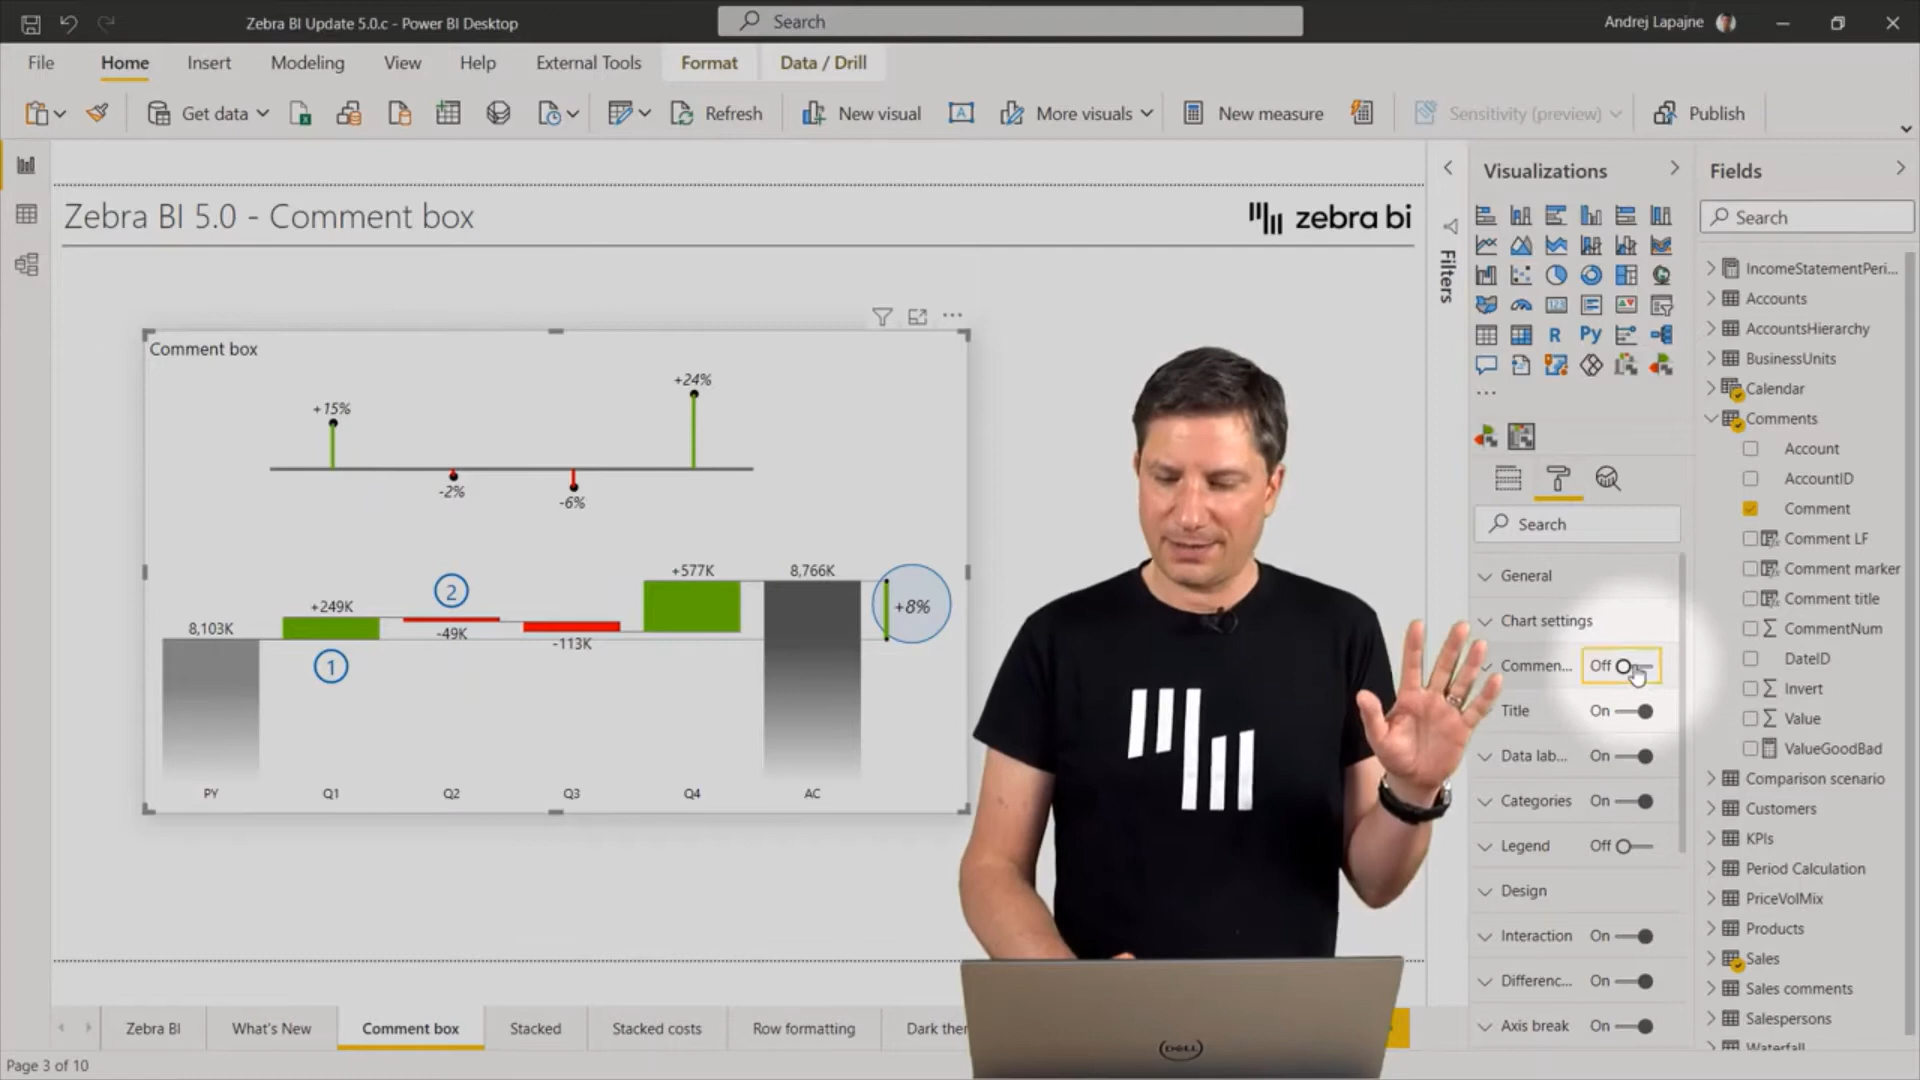 Zebra BI Update 5.0.c - Power BI Desktop
Search
Andrej Lapajne
File
Home
Insert
Modeling
View
Help
External Tools
Format
Data / Drill
Get data
Refresh
New visual
More visuals
New measure
Sensitivity (preview)
Publish
Zebra BI 5.0 - Comment box
zebra bi
Comment box
+15%
-2%
-6%
+24%
8,103K
+249K
1
2
-49K
-113K
+577K
8,766K
+8%
PY
Q1
Q2
Q3
Q4
AC
DELL
Filters
Visualizations
R
Py
Search
General
Chart settings
Commen... Off
Title On
Data lab... On
Categories On
Legend Off
Design
Interaction On
Differenc... On
Axis break On
Fields
Search
IncomeStatementPeri...
Accounts
AccountsHierarchy
BusinessUnits
Calendar
Comments
Account
AccountID
Comment
Comment LF
Comment marker
Comment title
CommentNum
DateID
Invert
Value
ValueGoodBad
Comparison scenario
Customers
KPIs
Period Calculation
PriceVolMix
Products
Sales
Sales comments
Salespersons
Waterfall
Zebra BI
What's New
Comment box
Stacked
Stacked costs
Row formatting
Dark ther
Page 3 of 10